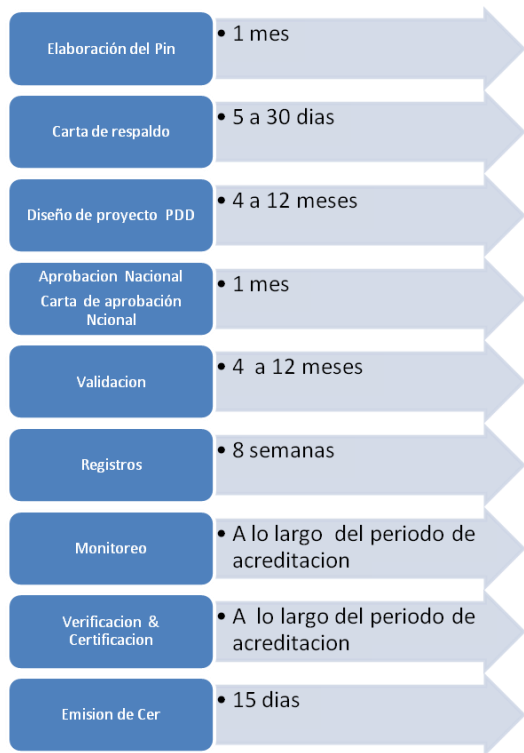 Elaboración del Pin
• 1 mes
Carta de respaldo
• 5 a 30 dias
Diseño de proyecto PDD
• 4 a 12 meses
Aprobacion Nacional
Carta de aprobación
Ncional
• 1 mes
Validacion
• 4 a 12 meses
Registros
• 8 semanas
Monitoreo
• A lo largo del periodo de
acreditacion
Verificacion &
Certificacion
• A lo largo del periodo de
acreditacion
Emision de Cer
• 15 dias